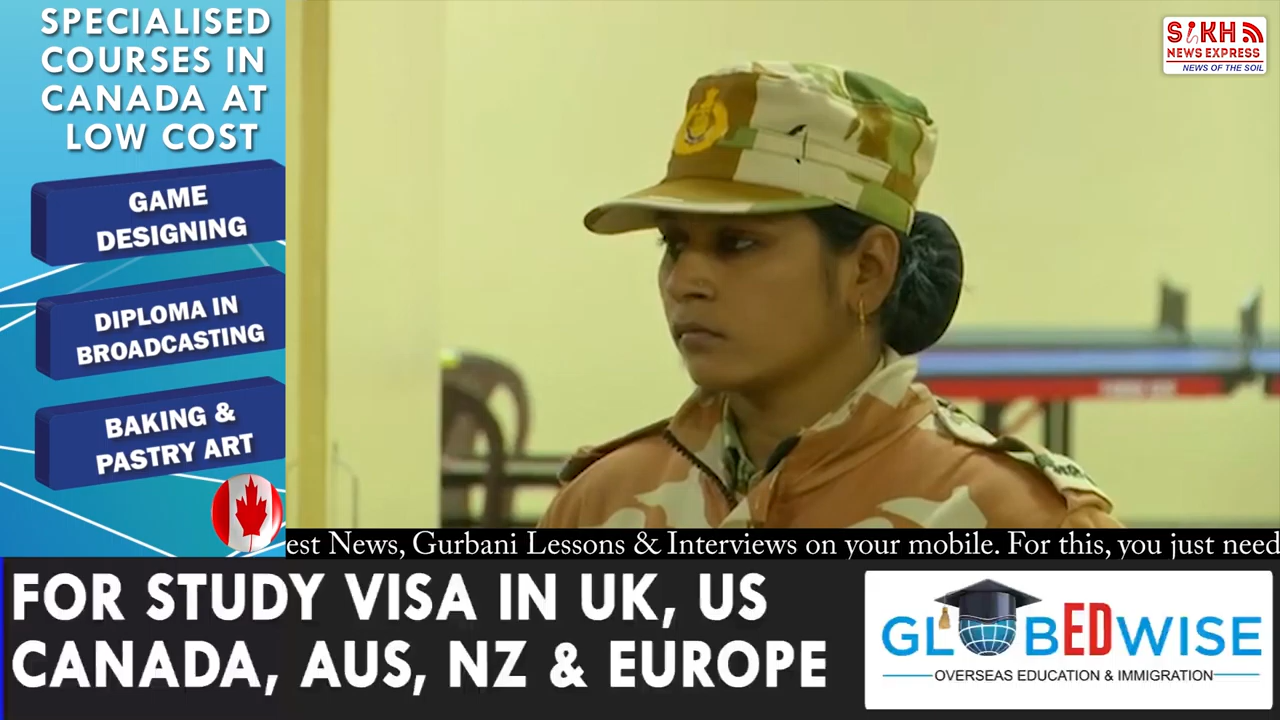 SPECIALISED
COURSES IN
CANADA AT
LOW COST
GAME
DESIGNING
DIPLOMA IN
BROADCASTING
BAKING &
PASTRY ART
SiKH
NEWS EXPRESS
NEWS OF THE SOIL
est News, Gurbani Lessons & Interviews on your mobile. For this, you just need
FOR STUDY VISA IN UK, US
CANADA, AUS, NZ & EUROPE
GLOBEDWISE
OVERSEAS EDUCATION & IMMIGRATION